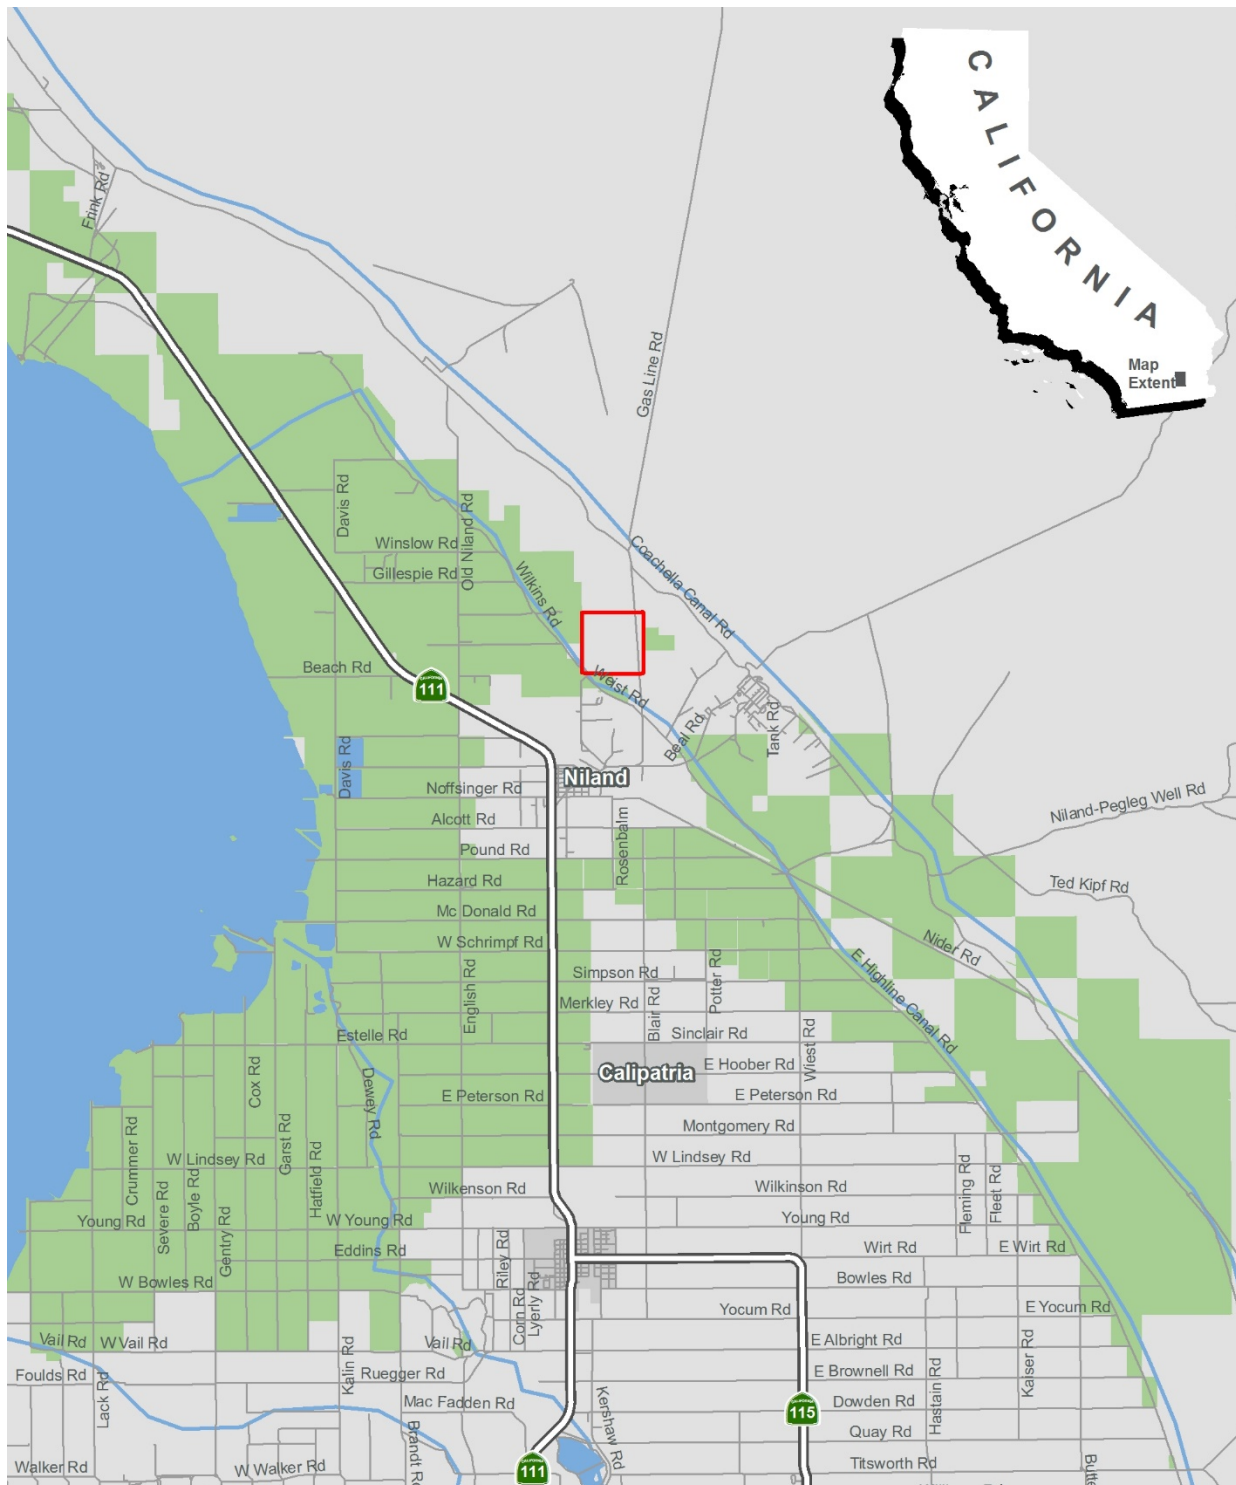 CALIFORNIA
Map
Extent
Frink Rd
Gas Line Rd
Davis Rd
Old Niland Rd
Winslow Rd
Gillespie Rd
Wilkins Rd
Coachella Canal Rd
Beach Rd
CALIFORNIA
111
Weist Rd
Beal Rd
Tank Rd
Davis Rd
Niland
Noffsinger Rd
Niland-Pegleg Well Rd
Alcott Rd
Rosenbalm
Pound Rd
Hazard Rd
Ted Kipf Rd
Mc Donald Rd
W Schrimpf Rd
Nider Rd
English Rd
Simpson Rd
Potter Rd
E Highline Canal Rd
Merkley Rd
Blair Rd
Estelle Rd
Sinclair Rd
Wiest Rd
Cox Rd
Dewey Rd
Calipatria
E Hoober Rd
E Peterson Rd
E Peterson Rd
Montgomery Rd
Crummer Rd
Garst Rd
W Lindsey Rd
W Lindsey Rd
Severe Rd
Boyle Rd
Hatfield Rd
Wilkenson Rd
Wilkinson Rd
Fleming Rd
Fleet Rd
Young Rd
Gentry Rd
W Young Rd
Young Rd
Eddins Rd
Riley Rd
Wirt Rd
E Wirt Rd
W Bowles Rd
Bowles Rd
Corn Rd
Lyerly Rd
Yocum Rd
E Yocum Rd
Vail Rd
W Vail Rd
Vail Rd
E Albright Rd
Kalin Rd
Kaiser Rd
Foulds Rd
Ruegger Rd
E Brownell Rd
Lack Rd
Mac Fadden Rd
Kershaw Rd
CALIFORNIA
115
Dowden Rd
Hastain Rd
Quay Rd
Brandt Rd
Walker Rd
W Walker Rd
CALIFORNIA
111
Titsworth Rd
Butte